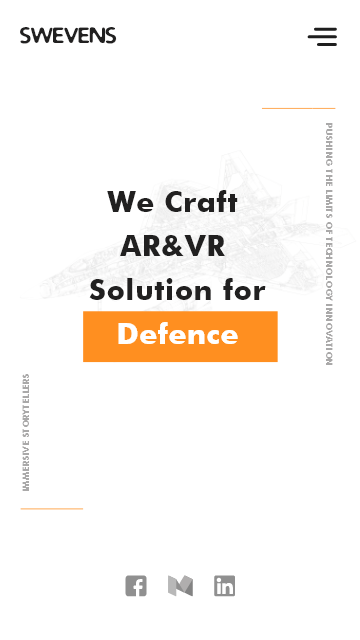 SWEVENS
PUSHING THE LIMITS OF TECHNOLOGY INNOVATION
We Craft
AR&VR
Solution for
Defence
IMMERSIVE STORYTELLERS